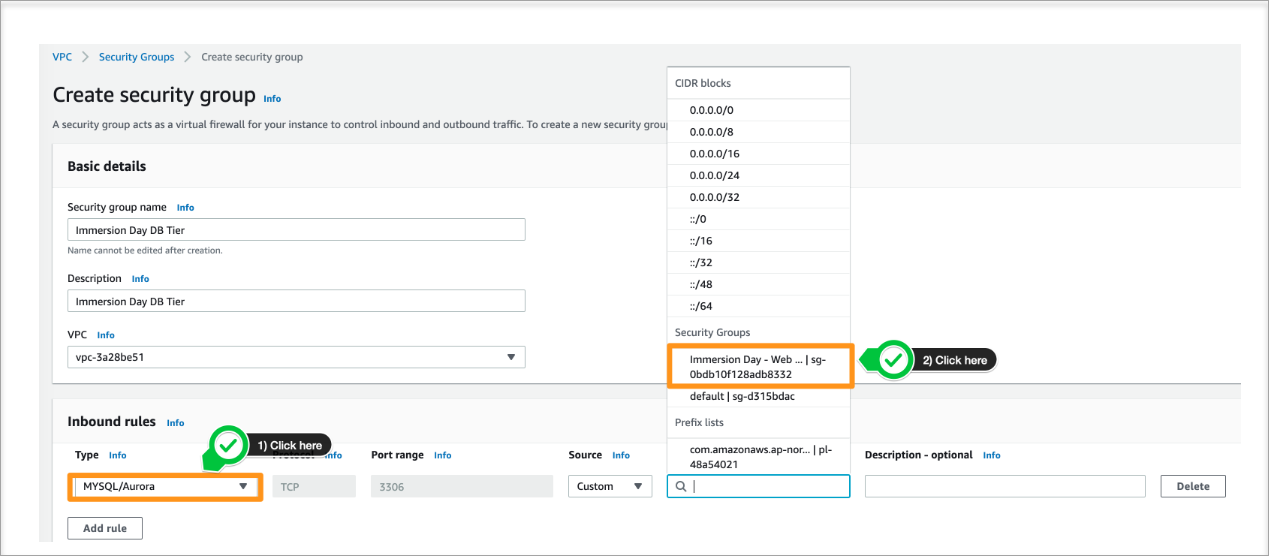 VPC > Security Groups > Create security group
Create security group Info
A security group acts as a virtual firewall for your instance to control inbound and outbound traffic. To create a new security
Basic details
Security group name Info
Immersion Day DB Tier
Name cannot be edited after creation.
Description Info
Immersion Day DB Tier
VPC Info
vpc-3a28be51
CIDR blocks
0.0.0.0/0
0.0.0.0/8
0.0.0.0/16
0.0.0.0/24
0.0.0.0/32
::/0
::/16
::/32
::/48
::/64
Security Groups
Immersion Day - Web ... | sg-
0bdb10f128adb8332
2) Click here
default | sg-d315bdac
Prefix lists
com.amazonaws.ap-nor... | pl-
48a54021
Inbound rules Info
1) Click here
Type Info
Protocol Info
Port range Info
Source Info
Description - optional Info
MYSQL/Aurora
TCP
3306
Custom
Delete
Add rule